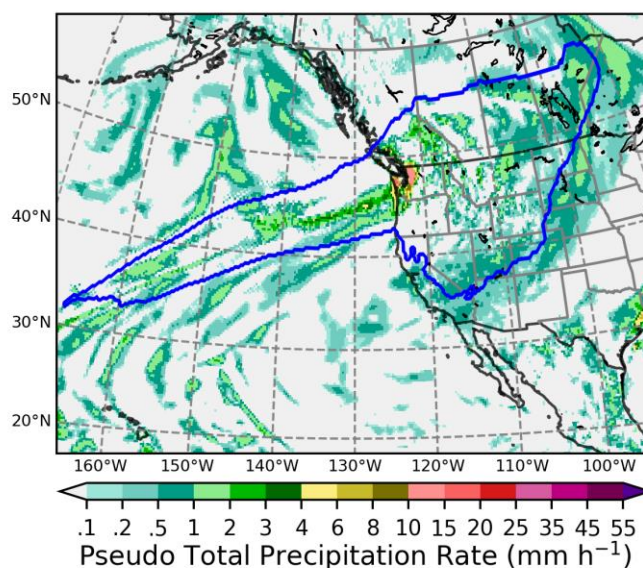 50°N
40°N
30°N
20°N
160°W 150°W 140°W 130°W 120°W 110°W 100°W
.1 .2 .5 1 2 3 4 6 8 10 15 20 25 35 45 55
Pseudo Total Precipitation Rate (mm h⁻¹)